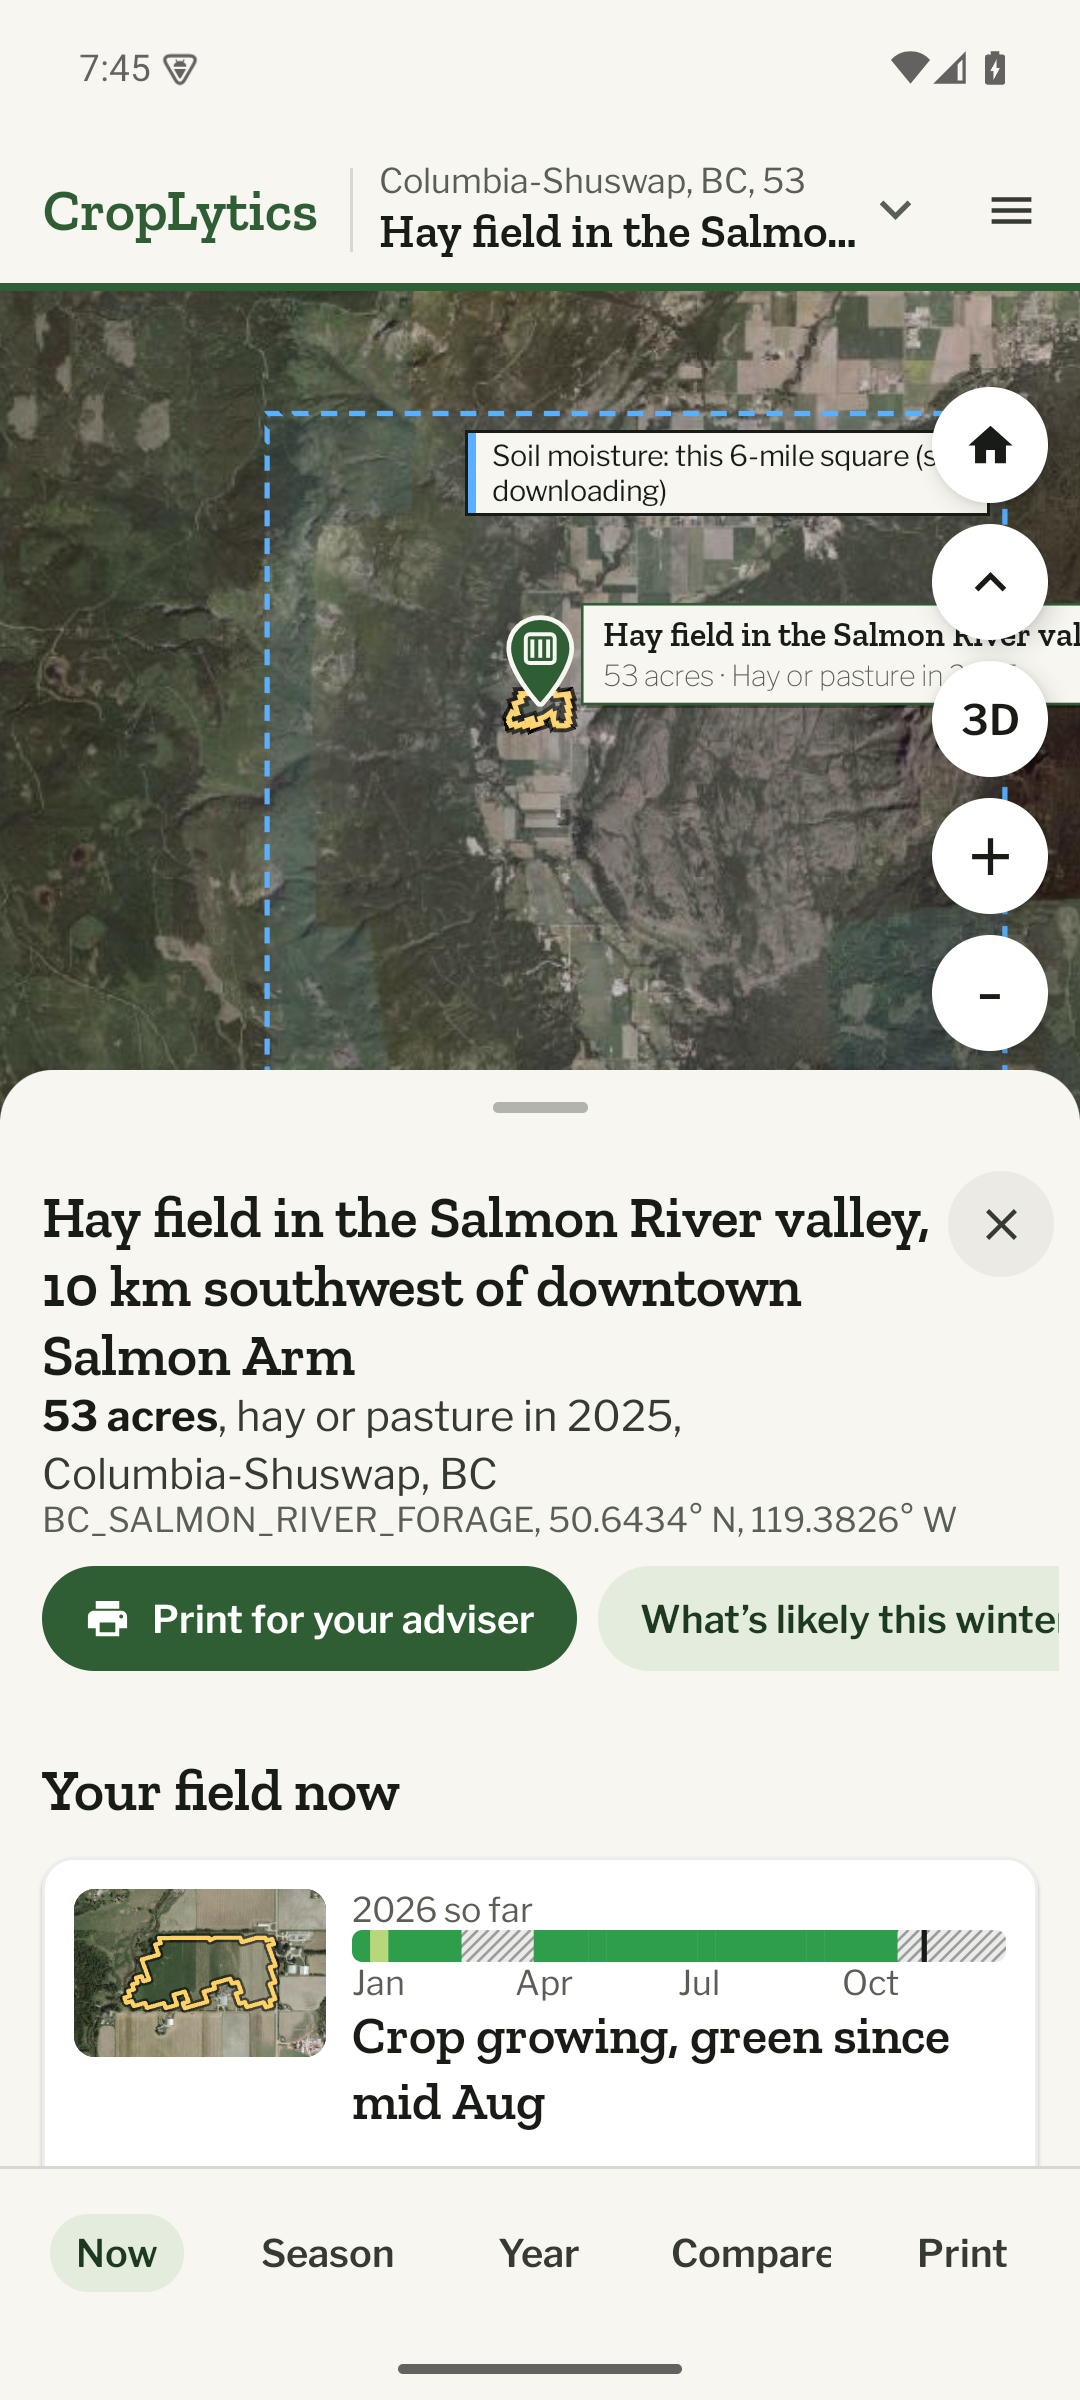 7:45
CropLytics
Columbia-Shuswap, BC, 53
Hay field in the Salmo...
Soil moisture: this 6-mile square (s
downloading)
Hay field in the Salmon River val
53 acres · Hay or pasture in
3D
+
-
Hay field in the Salmon River valley,
10 km southwest of downtown
Salmon Arm
53 acres, hay or pasture in 2025,
Columbia-Shuswap, BC
BC_SALMON_RIVER_FORAGE, 50.6434° N, 119.3826° W
Print for your adviser
What's likely this winter
Your field now
2026 so far
Jan Apr Jul Oct
Crop growing, green since
mid Aug
Now Season Year Compare Print